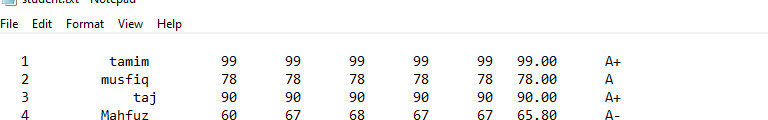 student.txt - Notepad
File Edit Format View Help
1 tamim 99 99 99 99 99 99.00 A+
2 musfiq 78 78 78 78 78 78.00 A
3 taj 90 90 90 90 90 90.00 A+
4 Mahfuz 60 67 68 67 67 65.80 A-